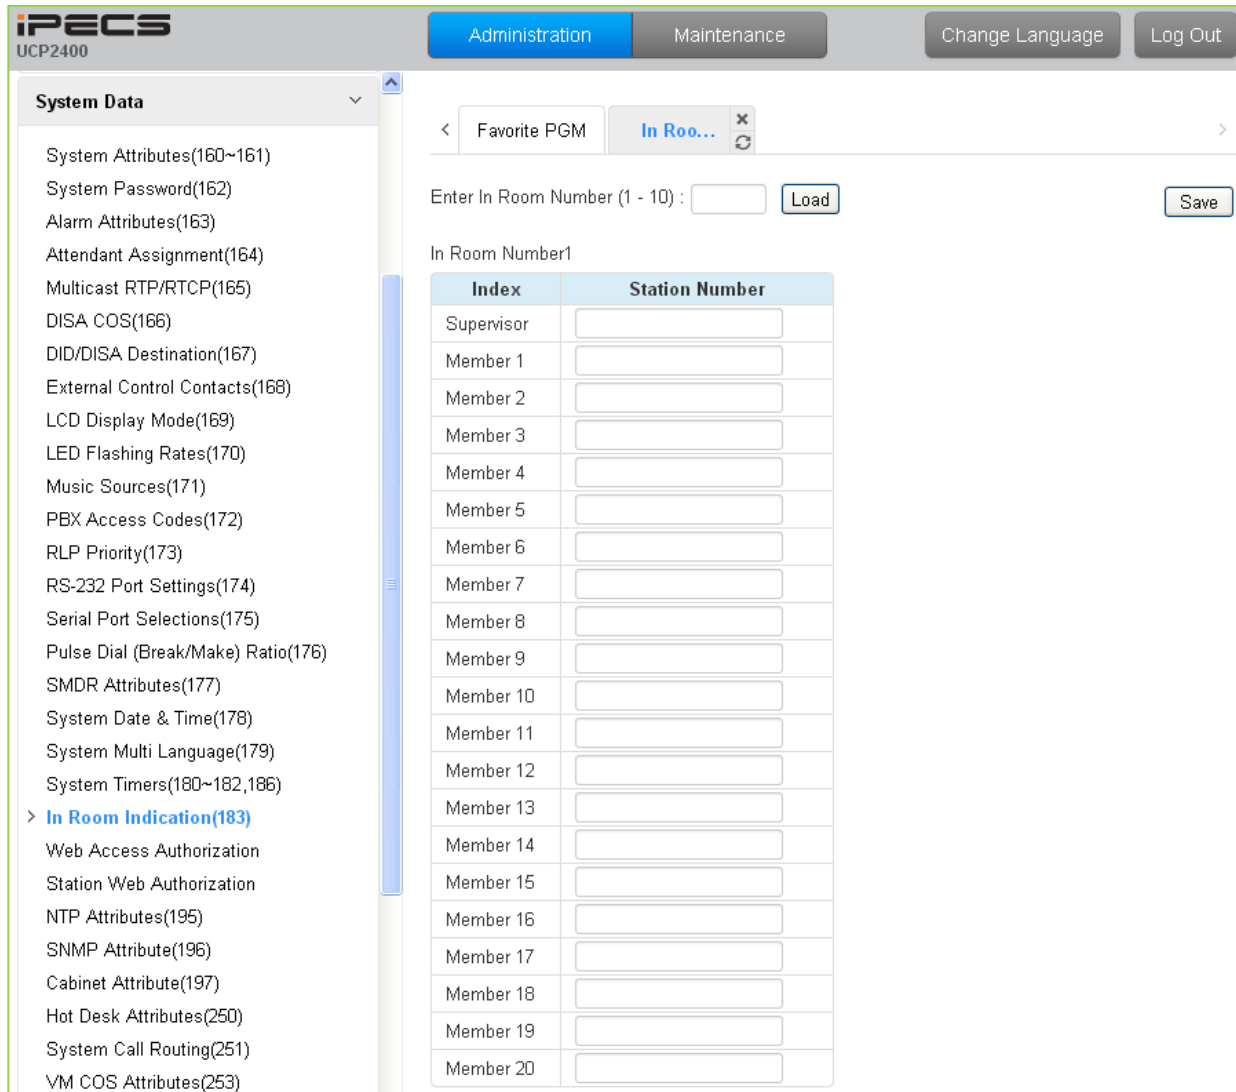 iPECS
UCP2400
Administration
Maintenance
Change Language
Log Out
System Data
System Attributes(160~161)
System Password(162)
Alarm Attributes(163)
Attendant Assignment(164)
Multicast RTP/RTCP(165)
DISA COS(166)
DID/DISA Destination(167)
External Control Contacts(168)
LCD Display Mode(169)
LED Flashing Rates(170)
Music Sources(171)
PBX Access Codes(172)
RLP Priority(173)
RS-232 Port Settings(174)
Serial Port Selections(175)
Pulse Dial (Break/Make) Ratio(176)
SMDR Attributes(177)
System Date & Time(178)
System Multi Language(179)
System Timers(180~182,186)
In Room Indication(183)
Web Access Authorization
Station Web Authorization
NTP Attributes(195)
SNMP Attribute(196)
Cabinet Attribute(197)
Hot Desk Attributes(250)
System Call Routing(251)
VM COS Attributes(253)
Favorite PGM
In Roo...
Enter In Room Number (1 - 10) :
Load
Save
In Room Number1
Index Station Number
Supervisor
Member 1
Member 2
Member 3
Member 4
Member 5
Member 6
Member 7
Member 8
Member 9
Member 10
Member 11
Member 12
Member 13
Member 14
Member 15
Member 16
Member 17
Member 18
Member 19
Member 20